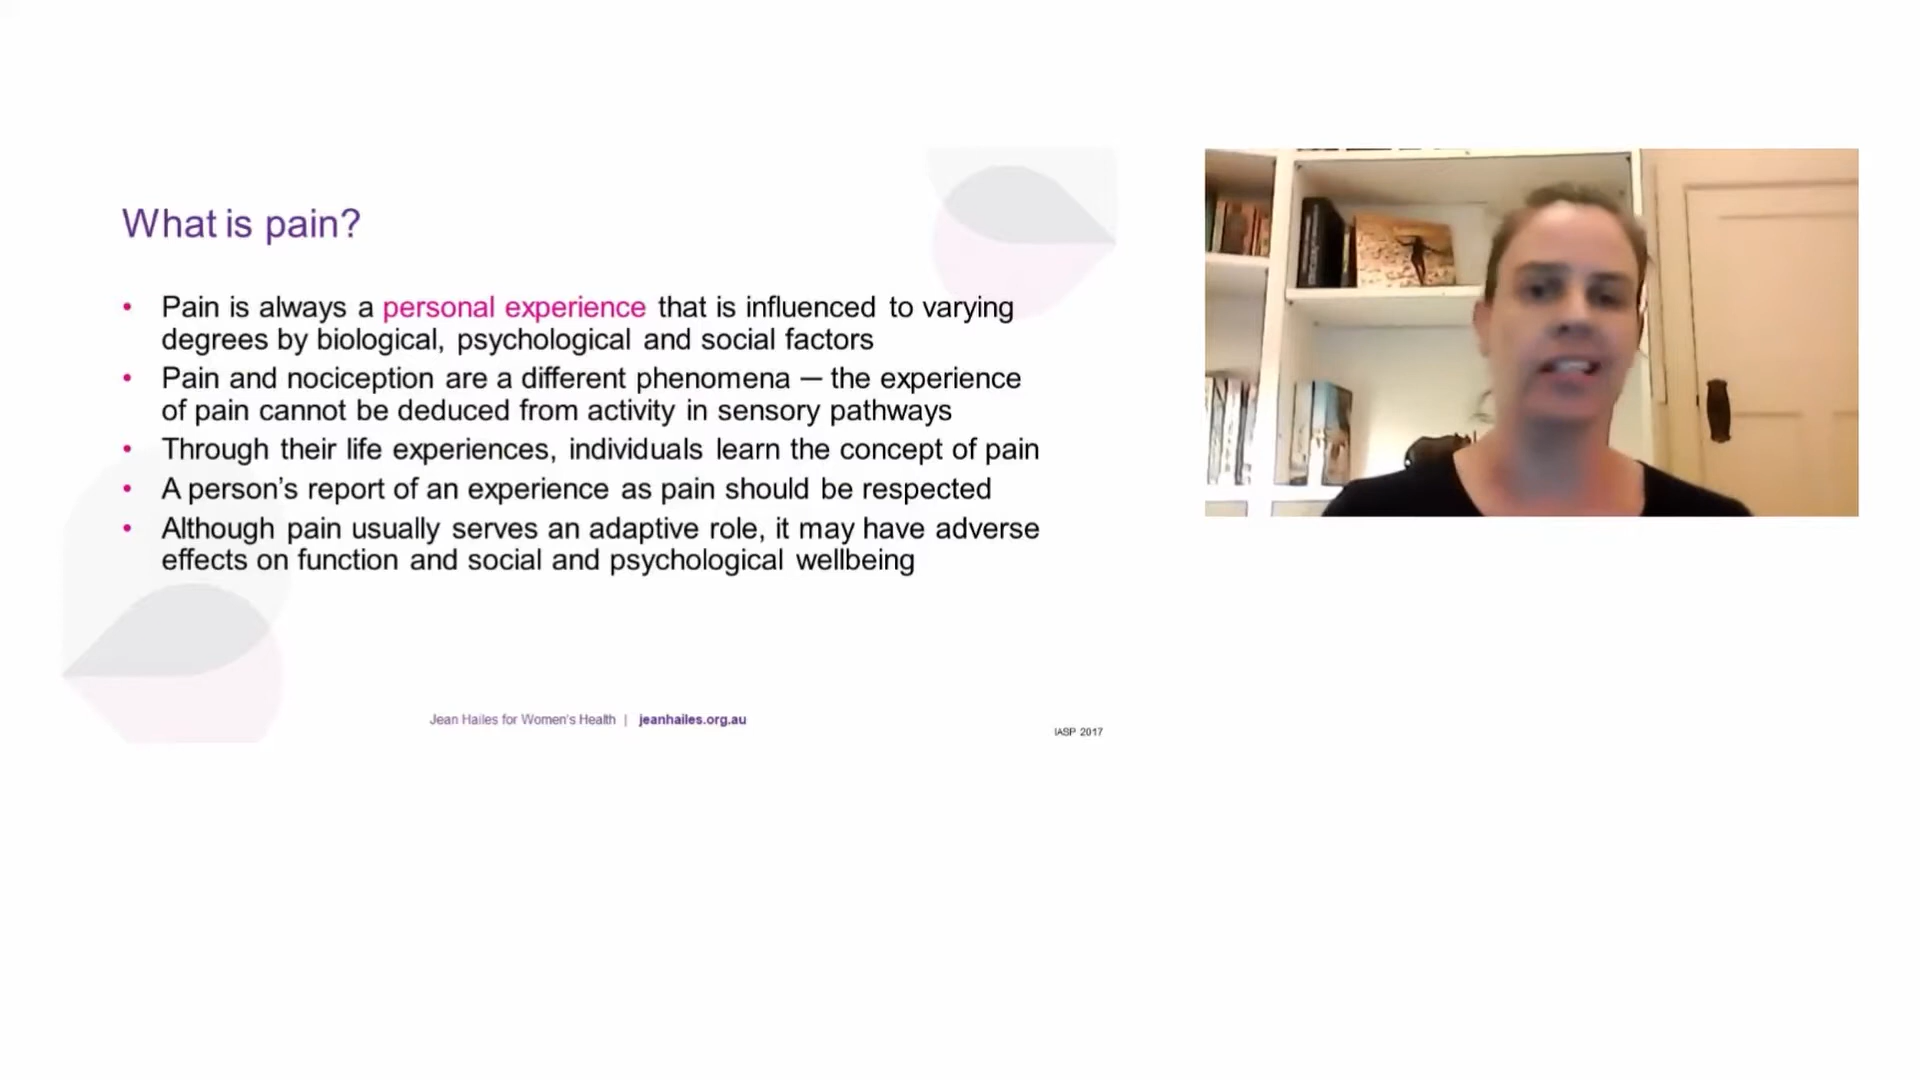 What is pain?
• Pain is always a personal experience that is influenced to varying
degrees by biological, psychological and social factors
• Pain and nociception are a different phenomena — the experience
of pain cannot be deduced from activity in sensory pathways
• Through their life experiences, individuals learn the concept of pain
• A person’s report of an experience as pain should be respected
• Although pain usually serves an adaptive role, it may have adverse
effects on function and social and psychological wellbeing
Jean Hailes for Women's Health | jeanhailes.org.au
IASP 2017